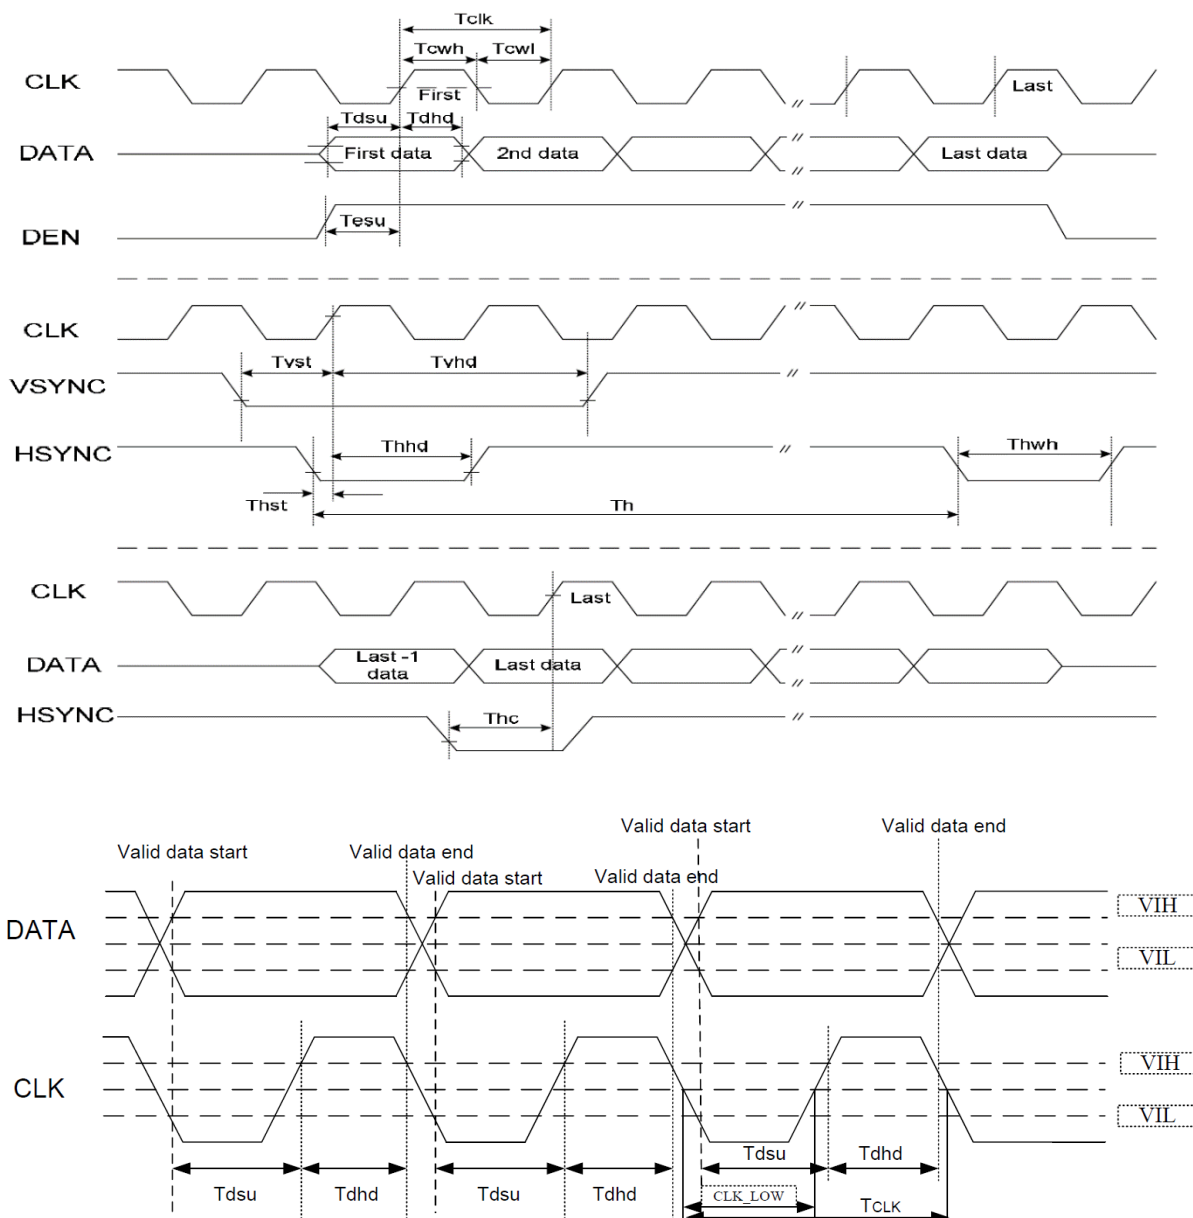 Tclk
Tcwh Tcwl
CLK
First
Last
Tdsu Tdhd
DATA
First data
2nd data
Last data
DEN
Tesu
CLK
Tvst
Tvhd
VSYNC
HSYNC
Thhd
Thwh
Thst
Th
CLK
Last
DATA
Last -1
data
Last data
HSYNC
Thc
Valid data start
Valid data end
Valid data start
Valid data end
Valid data start
Valid data end
DATA
VIH
VIL
CLK
VIH
VIL
Tdsu
Tdhd
Tdsu
Tdhd
Tdsu
Tdhd
CLK_LOW
TCLK